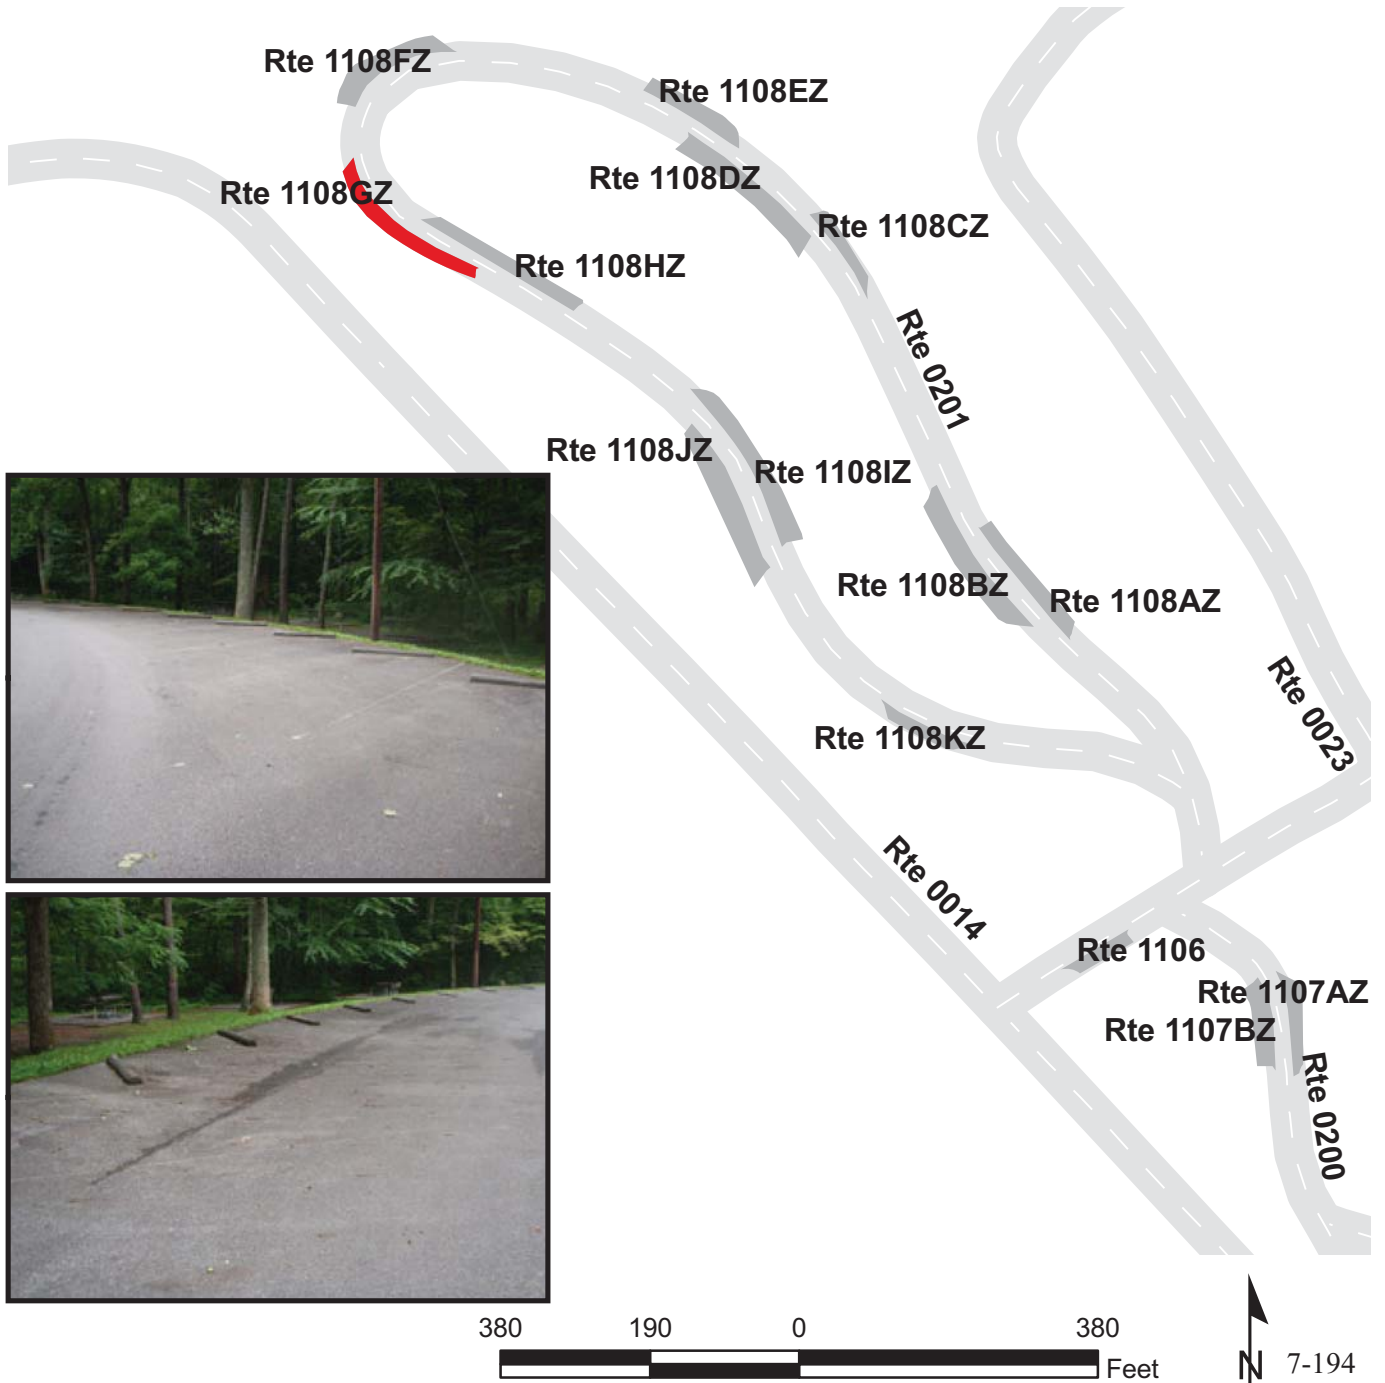 Rte 1108FZ
Rte 1108EZ
Rte 1108DZ
Rte 1108GZ
Rte 1108CZ
Rte 1108HZ
Rte 0201
Rte 1108JZ
Rte 1108IZ
Rte 1108BZ
Rte 1108AZ
Rte 0023
Rte 1108KZ
Rte 0014
Rte 1106
Rte 1107AZ
Rte 1107BZ
Rte 0200
380 190 0 380
Feet
N
7-194